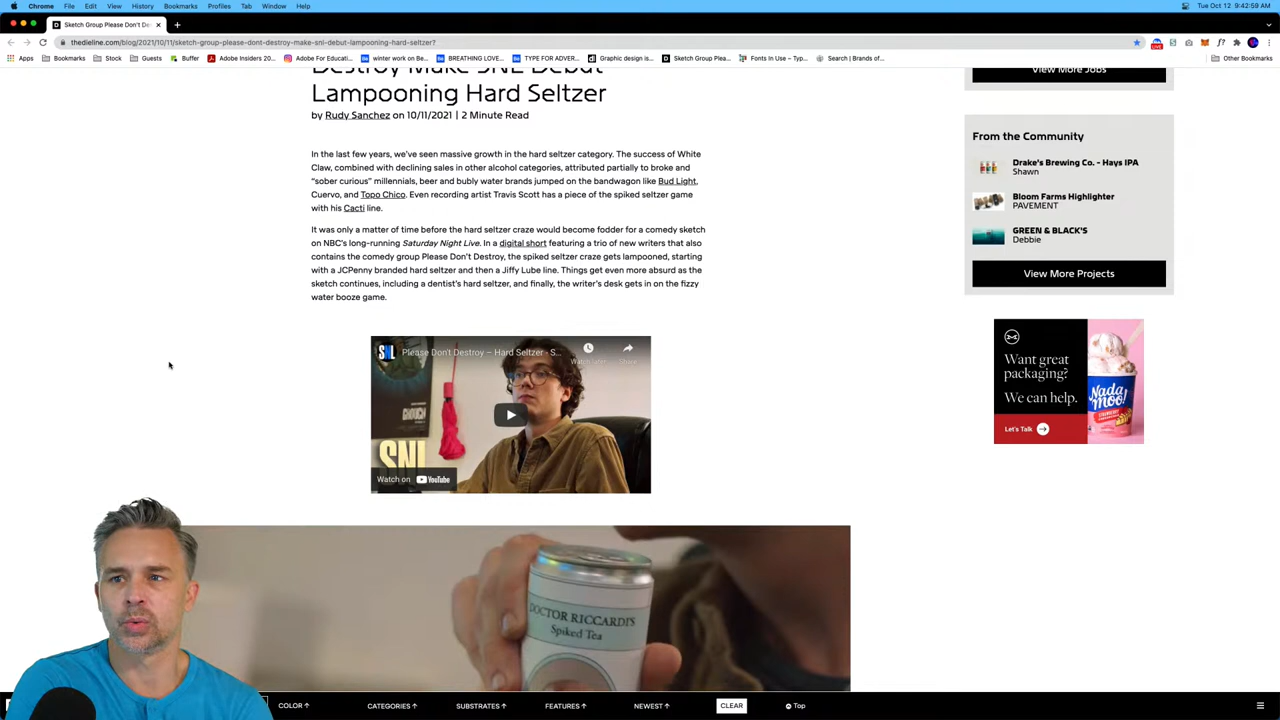 Chrome File Edit View History Bookmarks Profiles Tab Window Help
Tue Oct 12 9:42:59 AM
Sketch Group Please Don't De
thedieline.com/blog/2021/10/11/sketch-group-please-dont-destroy-make-snl-debut-lampooning-hard-seltzer?
Apps Bookmarks Stock Guests Buffer Adobe Insiders 20... Adobe For Educati... winter work on Be... BREATHING LOVE... TYPE FOR ADVER... Graphic design is... Sketch Group Plea... Fonts In Use – Typ... Search | Brands of... Other Bookmarks
Destroy Make SNL Debut
Lampooning Hard Seltzer
by Rudy Sanchez on 10/11/2021 | 2 Minute Read
In the last few years, we've seen massive growth in the hard seltzer category. The success of White
Claw, combined with declining sales in other alcohol categories, attributed partially to broke and
“sober curious” millennials, beer and bubly water brands jumped on the bandwagon like Bud Light,
Cuervo, and Topo Chico. Even recording artist Travis Scott has a piece of the spiked seltzer game
with his Cacti line.
It was only a matter of time before the hard seltzer craze would become fodder for a comedy sketch
on NBC's long-running Saturday Night Live. In a digital short featuring a trio of new writers that also
contains the comedy group Please Don't Destroy, the spiked seltzer craze gets lampooned, starting
with a JCPenny branded hard seltzer and then a Jiffy Lube line. Things get even more absurd as the
sketch continues, including a dentist's hard seltzer, and finally, the writer's desk gets in on the fizzy
water booze game.
SNL
Please Don't Destroy – Hard Seltzer - S...
Watch later
Share
SNL
Watch on YouTube
DOCTOR RICCARDI'S
Spiked Tea
View More Jobs
From the Community
Drake's Brewing Co. - Hays IPA
Shawn
Bloom Farms Highlighter
PAVEMENT
GREEN & BLACK'S
Debbie
View More Projects
Want great
packaging?
We can help.
Let's Talk
Nada
moo!
COLOR CATEGORIES SUBSTRATES FEATURES NEWEST CLEAR Top